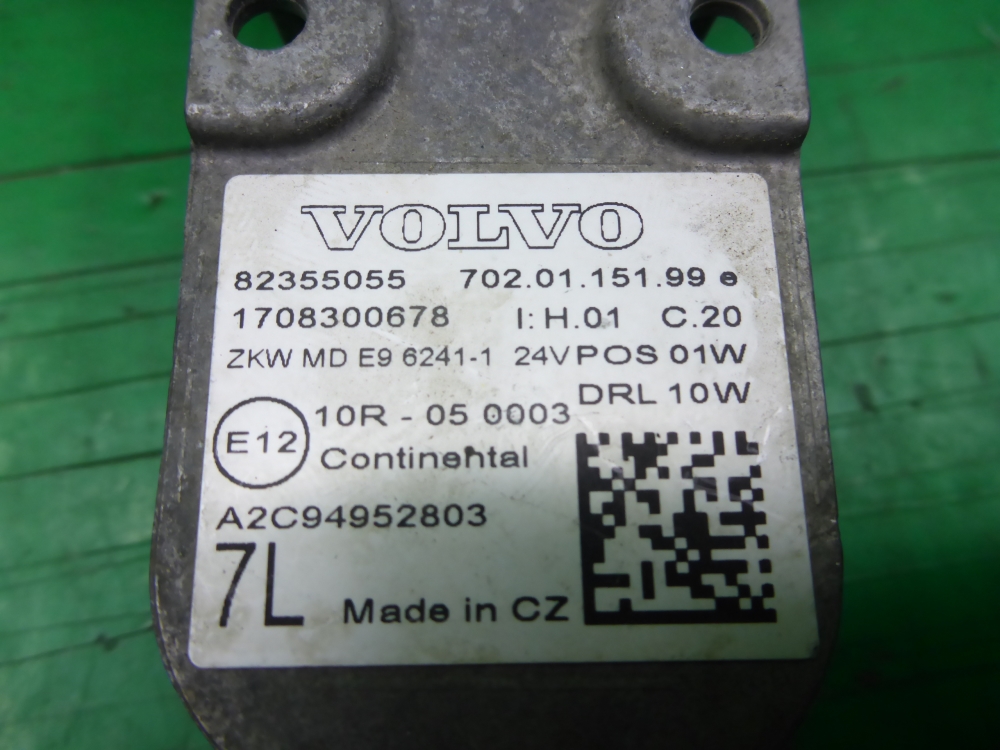 VOLVO
82355055 702.01.151.99 e
1708300678 I: H.01 C.20
ZKW MD E9 6241-1 24V POS 01W
DRL 10W
E12 10R - 05 0003
Continental
A2C94952803
7L Made in CZ